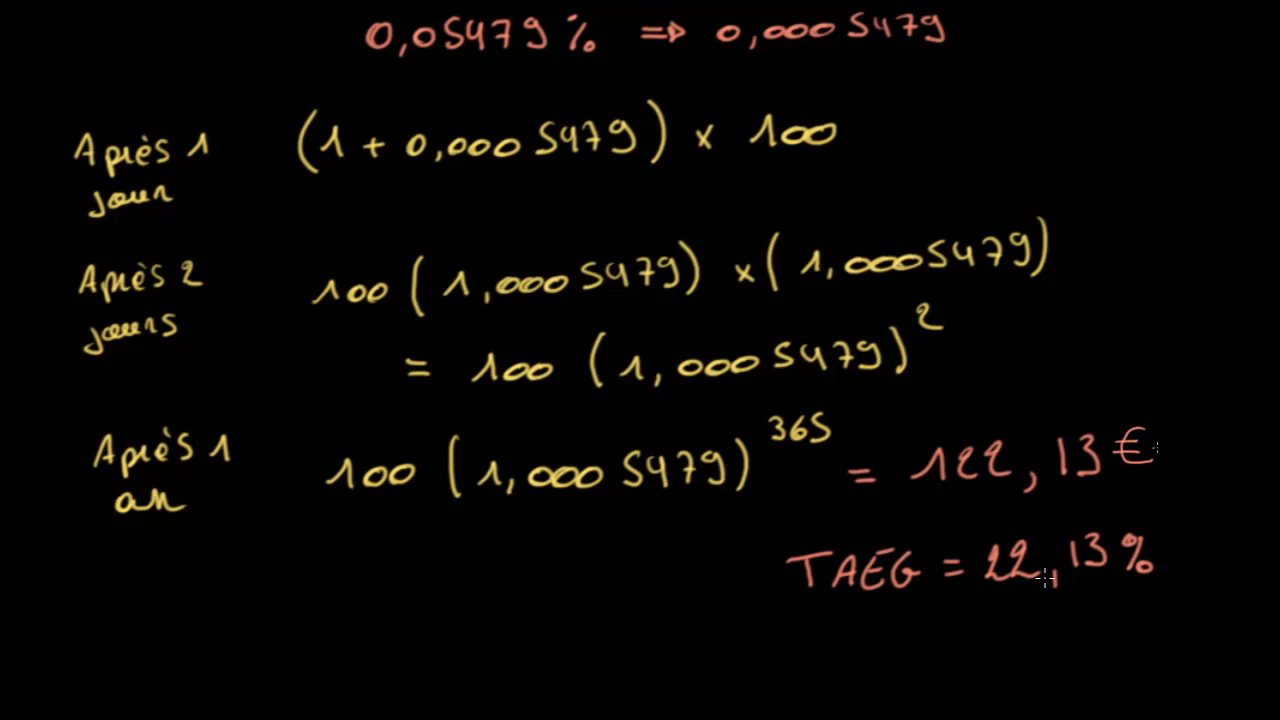 0,05479% ⇒ 0,0005479
Après 1 jour (1 + 0,0005479) × 100
Après 2 jours 100 (1,0005479) × (1,0005479)
= 100 (1,0005479)²
Après 1 an 100 (1,0005479)³⁶⁵ = 122,13€
TAEG = 22,13%